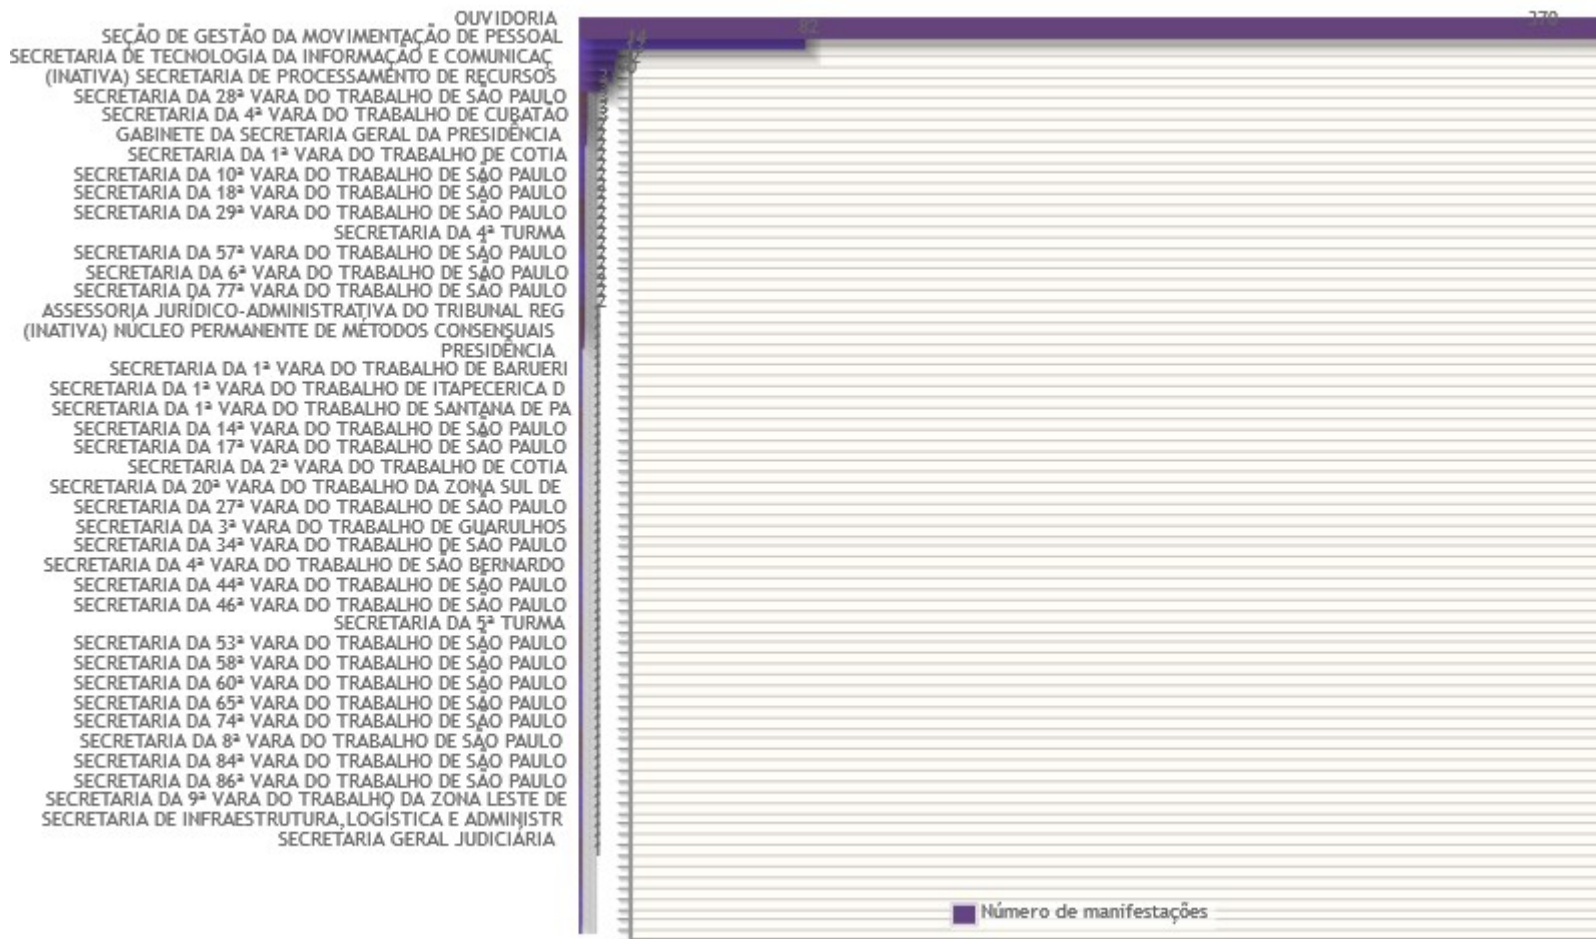 OUVIDORIA
SEÇÃO DE GESTÃO DA MOVIMENTAÇÃO DE PESSOAL
SECRETARIA DE TECNOLOGIA DA INFORMAÇÃO E COMUNICAÇ
(INATIVA) SECRETARIA DE PROCESSAMENTO DE RECURSOS
SECRETARIA DA 28ª VARA DO TRABALHO DE SÃO PAULO
SECRETARIA DA 4ª VARA DO TRABALHO DE CUBATÃO
GABINETE DA SECRETARIA GERAL DA PRESIDÊNCIA
SECRETARIA DA 1ª VARA DO TRABALHO DE COTIA
SECRETARIA DA 10ª VARA DO TRABALHO DE SÃO PAULO
SECRETARIA DA 18ª VARA DO TRABALHO DE SÃO PAULO
SECRETARIA DA 29ª VARA DO TRABALHO DE SÃO PAULO
SECRETARIA DA 4ª TURMA
SECRETARIA DA 57ª VARA DO TRABALHO DE SÃO PAULO
SECRETARIA DA 6ª VARA DO TRABALHO DE SÃO PAULO
SECRETARIA DA 77ª VARA DO TRABALHO DE SÃO PAULO
ASSESSORIA JURÍDICO-ADMINISTRATIVA DO TRIBUNAL REG
(INATIVA) NÚCLEO PERMANENTE DE MÉTODOS CONSENSUAIS
PRESIDÊNCIA
SECRETARIA DA 1ª VARA DO TRABALHO DE BARUERI
SECRETARIA DA 1ª VARA DO TRABALHO DE ITAPECERICA D
SECRETARIA DA 1ª VARA DO TRABALHO DE SANTANA DE PA
SECRETARIA DA 14ª VARA DO TRABALHO DE SÃO PAULO
SECRETARIA DA 17ª VARA DO TRABALHO DE SÃO PAULO
SECRETARIA DA 2ª VARA DO TRABALHO DE COTIA
SECRETARIA DA 20ª VARA DO TRABALHO DA ZONA SUL DE
SECRETARIA DA 27ª VARA DO TRABALHO DE SÃO PAULO
SECRETARIA DA 3ª VARA DO TRABALHO DE GUARULHOS
SECRETARIA DA 34ª VARA DO TRABALHO DE SÃO PAULO
SECRETARIA DA 4ª VARA DO TRABALHO DE SÃO BERNARDO
SECRETARIA DA 44ª VARA DO TRABALHO DE SÃO PAULO
SECRETARIA DA 46ª VARA DO TRABALHO DE SÃO PAULO
SECRETARIA DA 5ª TURMA
SECRETARIA DA 53ª VARA DO TRABALHO DE SÃO PAULO
SECRETARIA DA 58ª VARA DO TRABALHO DE SÃO PAULO
SECRETARIA DA 60ª VARA DO TRABALHO DE SÃO PAULO
SECRETARIA DA 65ª VARA DO TRABALHO DE SÃO PAULO
SECRETARIA DA 74ª VARA DO TRABALHO DE SÃO PAULO
SECRETARIA DA 8ª VARA DO TRABALHO DE SÃO PAULO
SECRETARIA DA 84ª VARA DO TRABALHO DE SÃO PAULO
SECRETARIA DA 86ª VARA DO TRABALHO DE SÃO PAULO
SECRETARIA DA 9ª VARA DO TRABALHO DA ZONA LESTE DE
SECRETARIA DE INFRAESTRUTURA, LOGÍSTICA E ADMINISTR
SECRETARIA GERAL JUDICIÁRIA
82
14
Número de manifestações